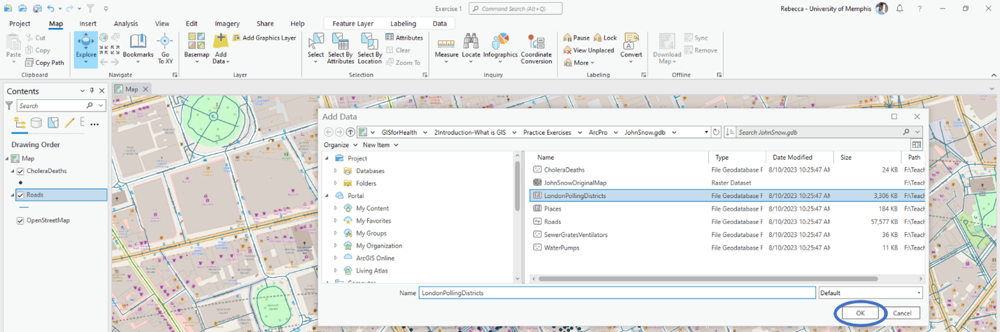 Exercise 1
Command Search (Alt+Q)
Rebecca - University of Memphis
?
Project Map Insert Analysis View Edit Imagery Share Help Feature Layer Labeling Data
Paste
Cut
Copy
Copy Path
Clipboard
Explore
Bookmarks
Go To XY
Navigate
Basemap
Add Data
Add Graphics Layer
Layer
Select
Select By Attributes
Select By Location
Attributes
Clear
Zoom To
Selection
Measure
Locate
Infographics
Coordinate Conversion
Inquiry
Pause
Lock
View Unplaced
More
Convert
Labeling
Download Map
Sync
Remove
Offline
Contents
Search
Drawing Order
Map
CholeraDeaths
Roads
OpenStreetMap
Map
Add Data
GISforHealth 2Introduction-What is GIS Practice Exercises ArcPro JohnSnow.gdb
Search JohnSnow.gdb
Organize New Item
Project
Databases
Folders
Portal
My Content
My Favorites
My Groups
My Organization
ArcGIS Online
Living Atlas
Name Type Date Modified Size Path
CholeraDeaths File Geodatabase F 8/10/2023 10:25:47 AM 24 KB F:\Teach
JohnSnowOriginalMap Raster Dataset F:\Teach
LondonPollingDistricts File Geodatabase F 8/10/2023 10:25:47 AM 3,306 KB F:\Teach
Places File Geodatabase F 8/10/2023 10:25:47 AM 184 KB F:\Teach
Roads File Geodatabase F 8/10/2023 10:25:47 AM 57,577 KB F:\Teach
SewerGratesVentilators File Geodatabase F 8/10/2023 10:25:47 AM 36 KB F:\Teach
WaterPumps File Geodatabase F 8/10/2023 10:25:47 AM 11 KB F:\Teach
Name LondonPollingDistricts Default
OK Cancel